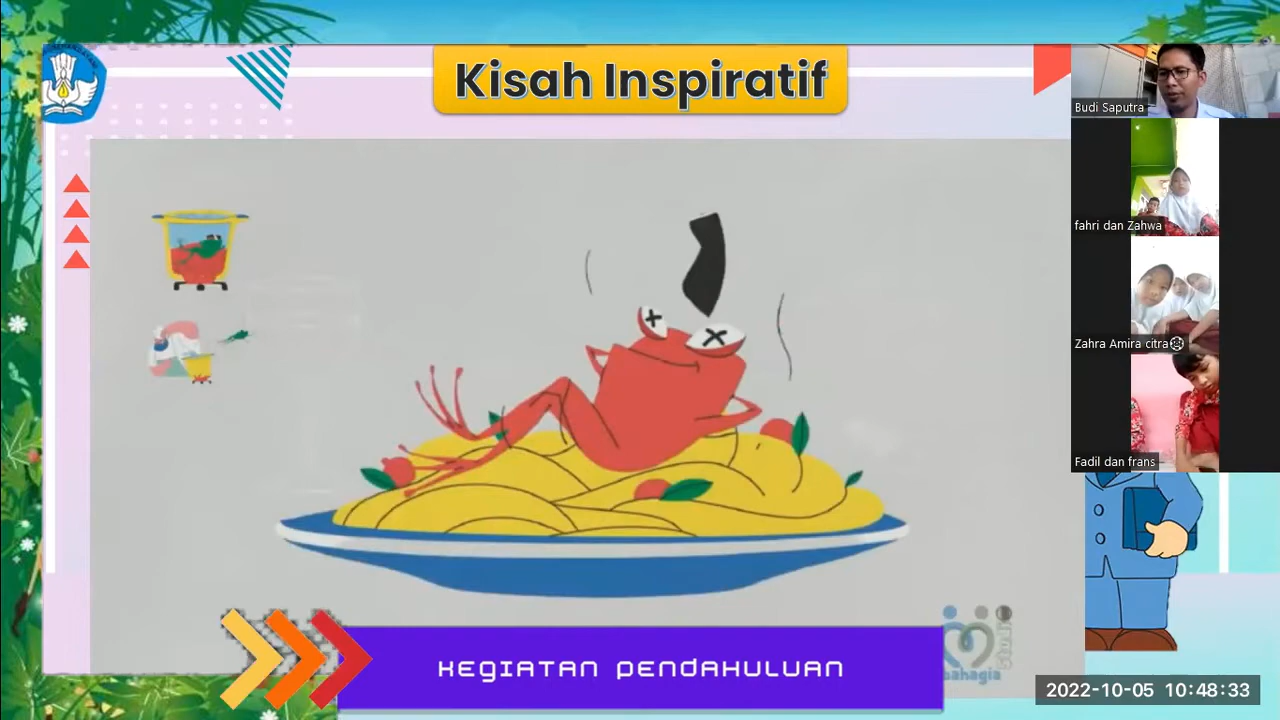 Kisah Inspiratif
Budi Saputra
fahri dan Zahwa
Zahra Amira citra
Fadil dan frans
KEGIATAN PENDAHULUAN
bahagia
2022-10-05 10:48:33